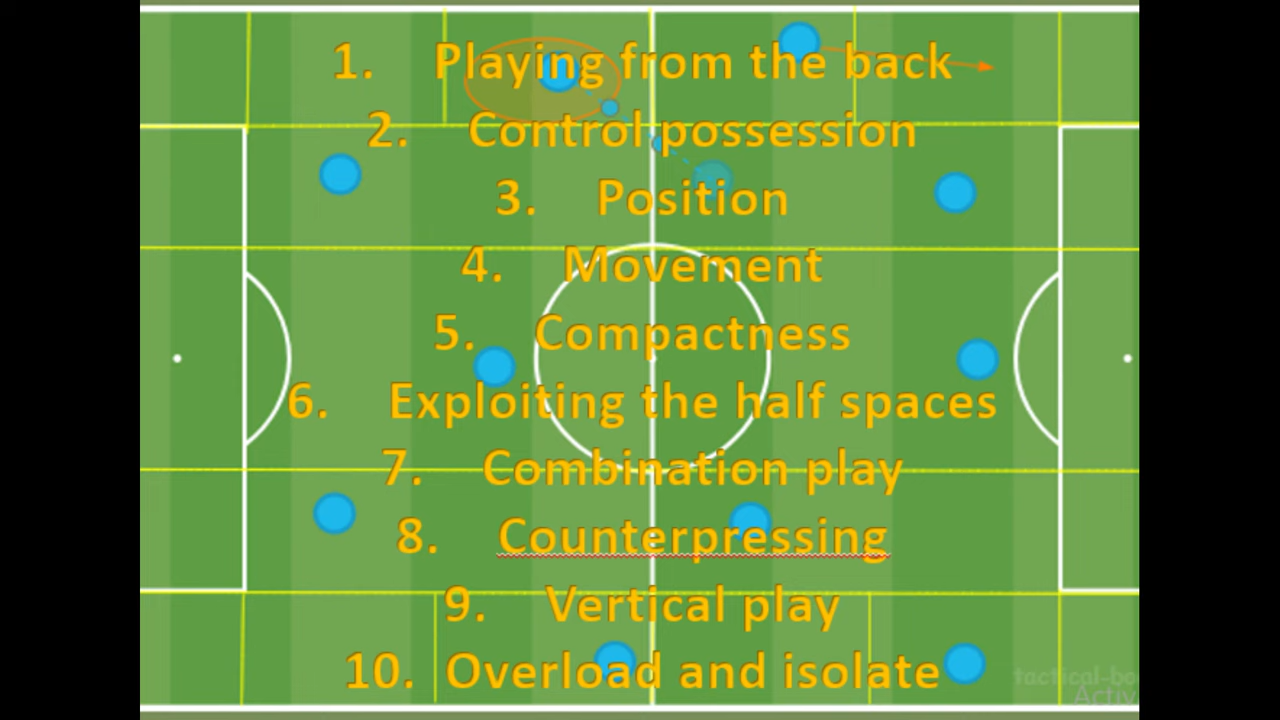 1. Playing from the back
2. Control possession
3. Position
4. Movement
5. Compactness
6. Exploiting the half spaces
7. Combination play
8. Counterpressing
9. Vertical play
10. Overload and isolate